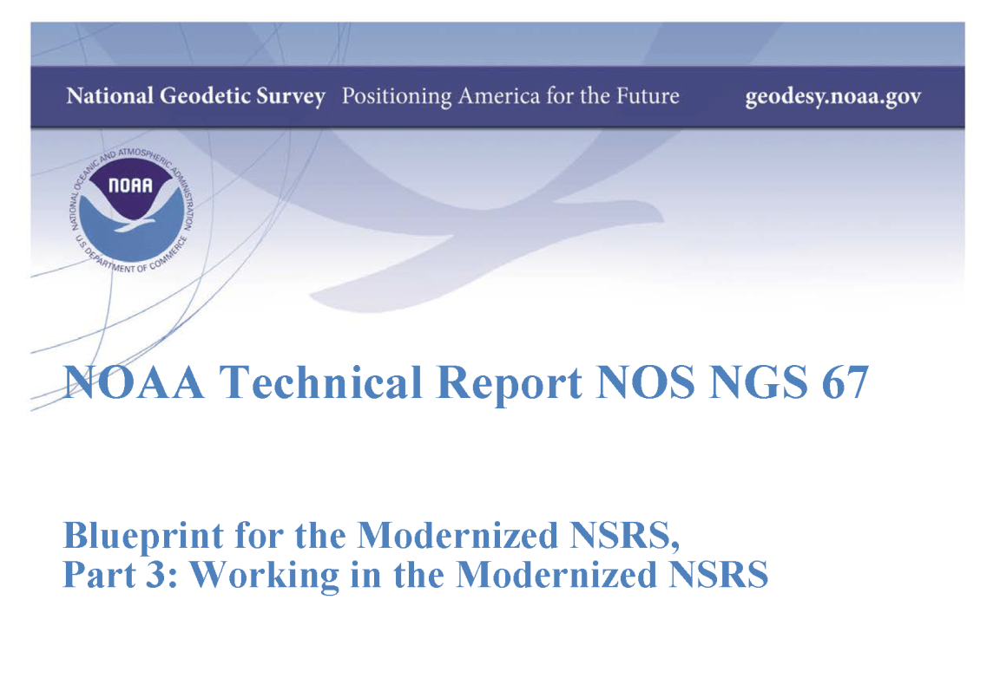 National Geodetic Survey Positioning America for the Future geodesy.noaa.gov
NATIONAL OCEANIC AND ATMOSPHERIC ADMINISTRATION
NOAA
U.S. DEPARTMENT OF COMMERCE
NOAA Technical Report NOS NGS 67
Blueprint for the Modernized NSRS,
Part 3: Working in the Modernized NSRS